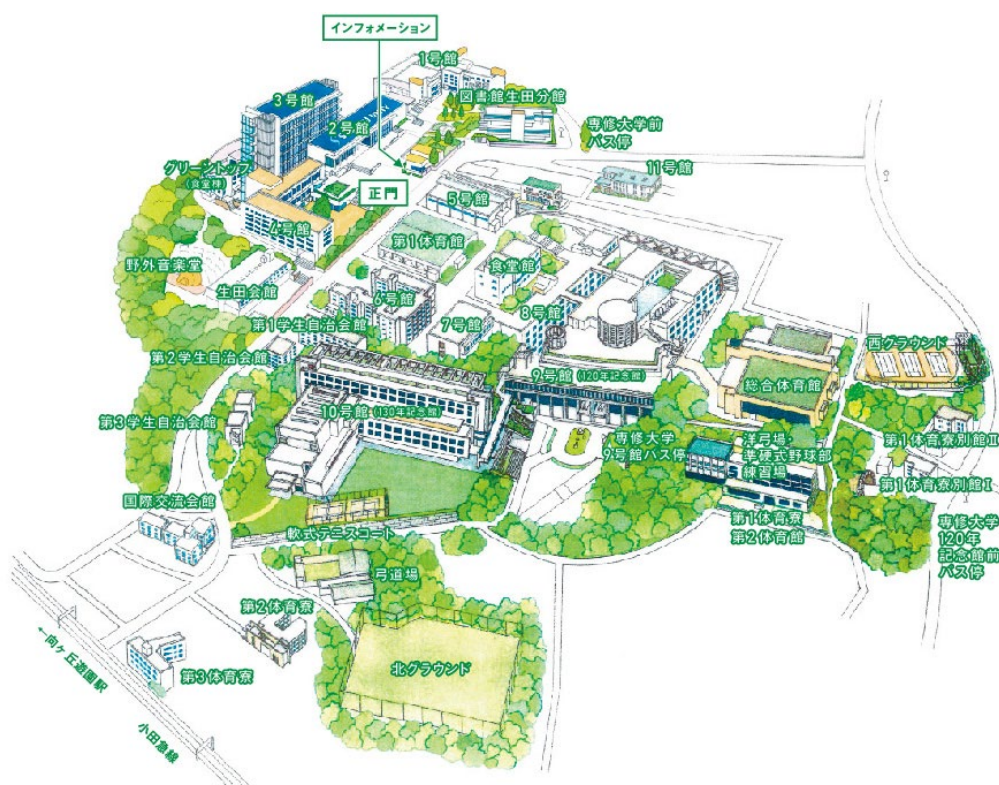 インフォメーション
1号館
図書館生田分館
3号館
2号館
専修大学前
バス停
グリーントップ
(食堂棟)
正門
11号館
5号館
4号館
第1体育館
野外音楽堂
食堂館
生田会館
6号館
8号館
第1学生自治会館
7号館
第2学生自治会館
西グラウンド
9号館(120年記念館)
総合体育館
10号館(130年記念館)
第3学生自治会館
専修大学
9号館バス停
洋弓場・
準硬式野球部
練習場
第1体育寮別館Ⅱ
第1体育寮別館Ⅰ
国際交流会館
第1体育寮
第2体育館
専修大学
120年
記念館前
バス停
軟式テニスコート
弓道場
第2体育寮
←向ヶ丘遊園駅
第3体育寮
北グラウンド
小田急線